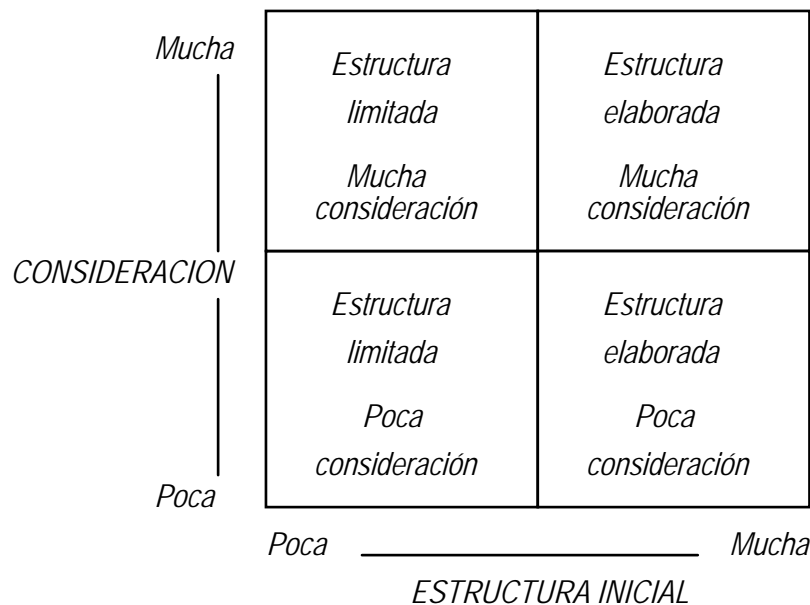 Mucha
Estructura
limitada
Mucha
consideración
Estructura
elaborada
Mucha
consideración
CONSIDERACION
Estructura
limitada
Poca
consideración
Estructura
elaborada
Poca
consideración
Poca
Poca
Mucha
ESTRUCTURA INICIAL